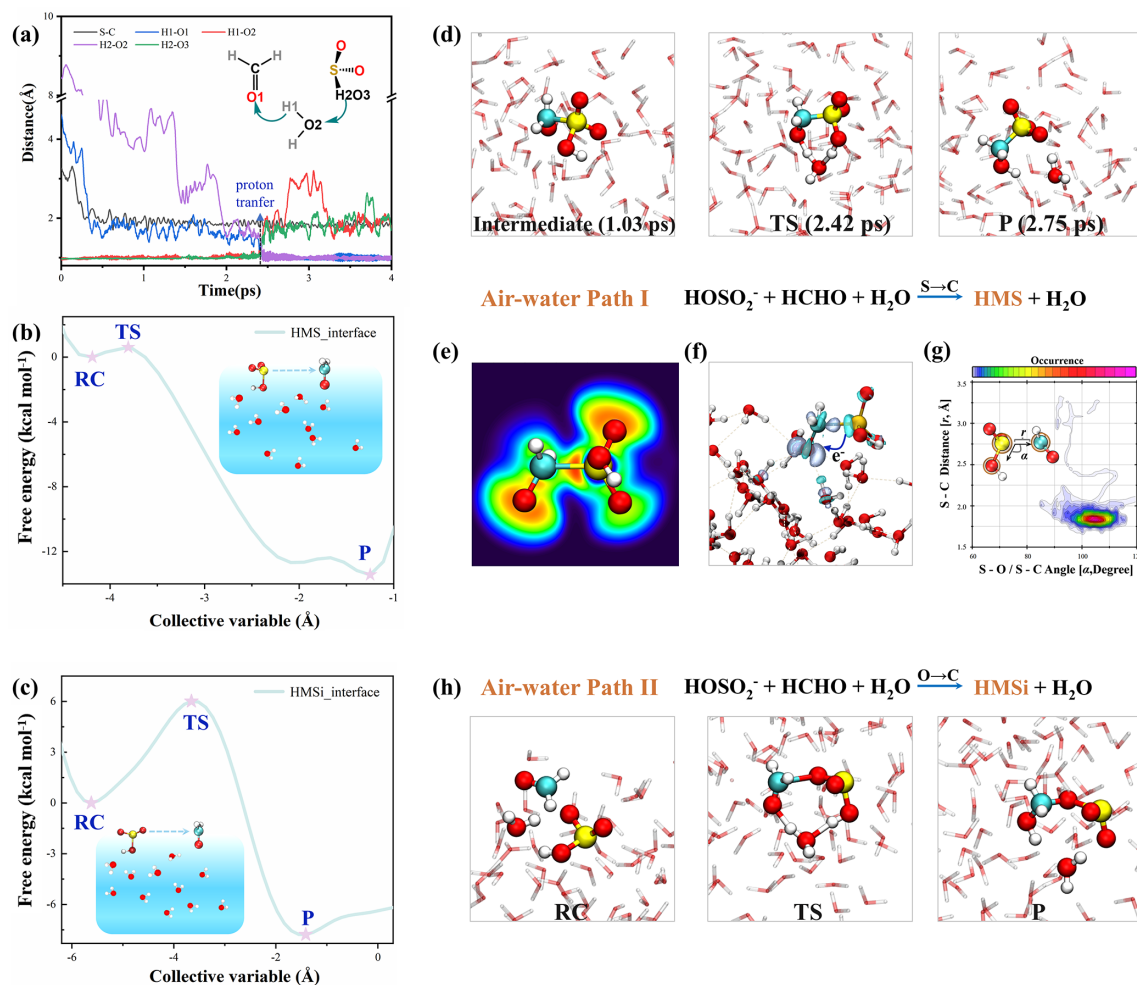 (a)
S-C H1-O1 H1-O2
H2-O2 H2-O3
10
8
4
2
Distance(Å)
H H
C
O1
H1
O2
H
O
S O
H2O3
proton
tranfer
0 1 2 3 4
Time(ps)
(b)
TS
HMS_interface
RC
P
0
-4
-8
-12
Free energy (kcal mol⁻¹)
-4 -3 -2 -1
Collective variable (Å)
(c)
HMSi_interface
TS
RC
P
6
3
0
-3
-6
Free energy (kcal mol⁻¹)
-6 -4 -2 0
Collective variable (Å)
(d)
Intermediate (1.03 ps)
TS (2.42 ps)
P (2.75 ps)
Air-water Path I HOSO₂⁻ + HCHO + H₂O S→C HMS + H₂O
(e)
(f)
e-
(g)
Occurrence
3.5
3.0
2.5
2.0
1.5
S - C Distance [r, Å]
r
α
60 80 100 120
S - O / S - C Angle [α,Degree]
(h)
Air-water Path II HOSO₂⁻ + HCHO + H₂O O→C HMSi + H₂O
RC
TS
P